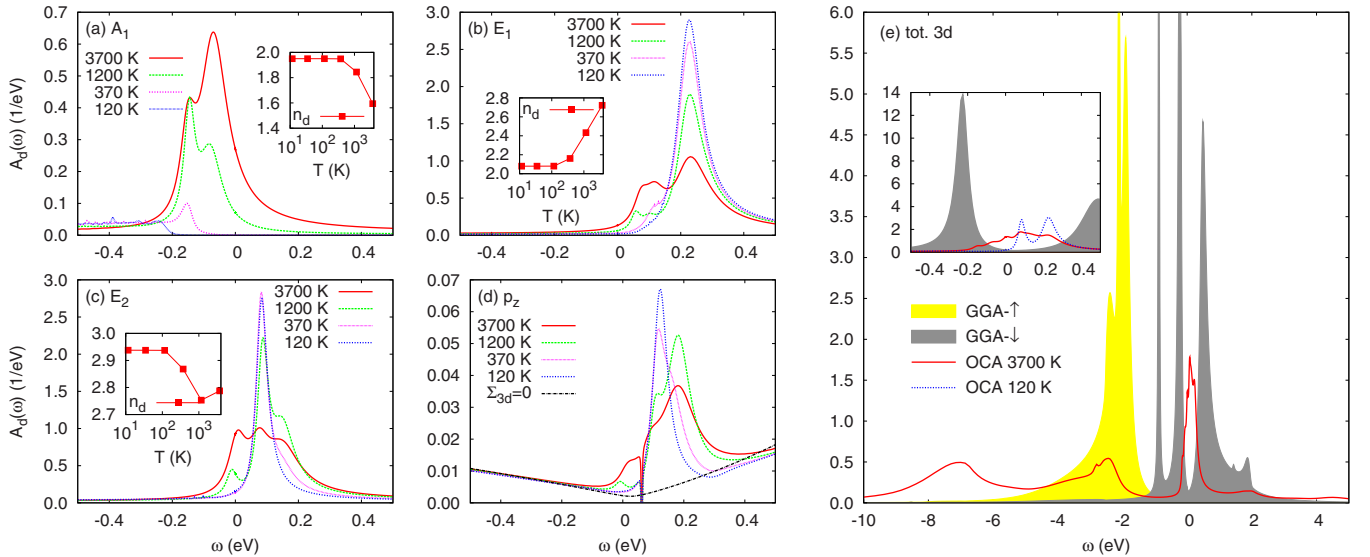 (a) A1
3700 K
1200 K
370 K
120 K
A_d(ω) (1/eV)
0.7
0.6
0.5
0.4
0.3
0.2
0.1
0.0
-0.4 -0.2 0 0.2 0.4
2.0
1.8
1.6
1.4
n_d
10^1 10^2 10^3
T (K)
(b) E1
3700 K
1200 K
370 K
120 K
3.0
2.5
2.0
1.5
1.0
0.5
0.0
-0.4 -0.2 0 0.2 0.4
2.8
2.6
2.4
2.2
2.0
n_d
10^1 10^2 10^3
T (K)
(c) E2
3700 K
1200 K
370 K
120 K
A_d(ω) (1/eV)
3.0
2.5
2.0
1.5
1.0
0.5
0.0
-0.4 -0.2 0 0.2 0.4
ω (eV)
3.0
2.9
2.8
2.7
n_d
10^1 10^2 10^3
T (K)
(d) p_z
3700 K
1200 K
370 K
120 K
Σ_3d=0
0.07
0.06
0.05
0.04
0.03
0.02
0.01
0.00
-0.4 -0.2 0 0.2 0.4
ω (eV)
(e) tot. 3d
6.0
5.5
5.0
4.5
4.0
3.5
3.0
2.5
2.0
1.5
1.0
0.5
0.0
14
12
10
8
6
4
2
0
-0.4 -0.2 0 0.2 0.4
GGA-↑
GGA-↓
OCA 3700 K
OCA 120 K
-10 -8 -6 -4 -2 0 2 4
ω (eV)